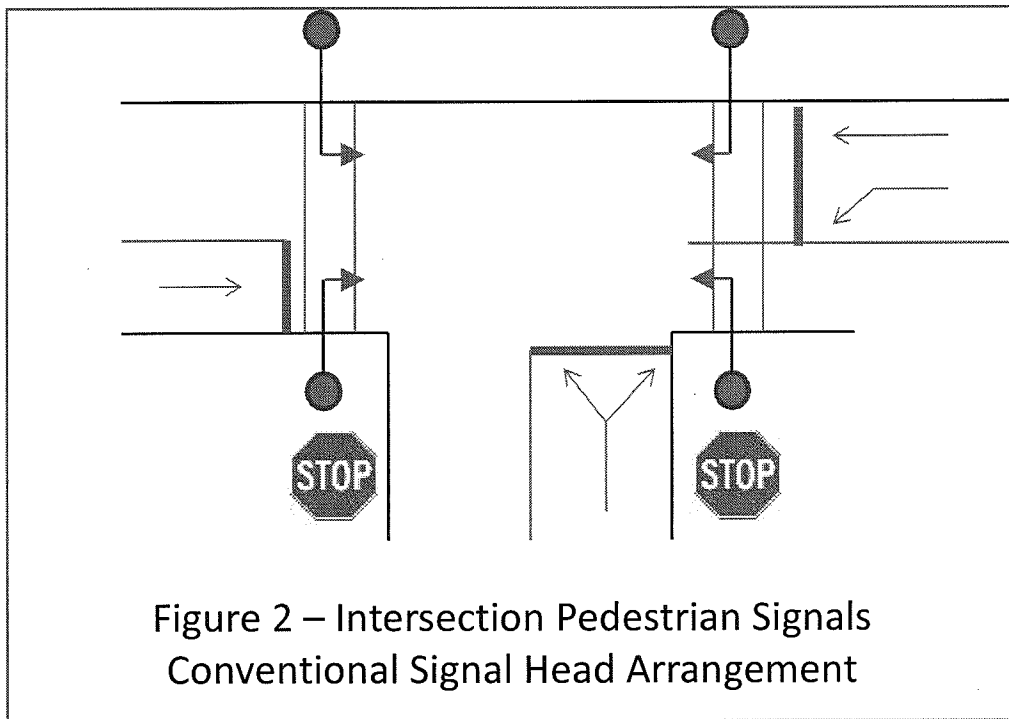 STOP STOP
Figure 2 – Intersection Pedestrian Signals
Conventional Signal Head Arrangement